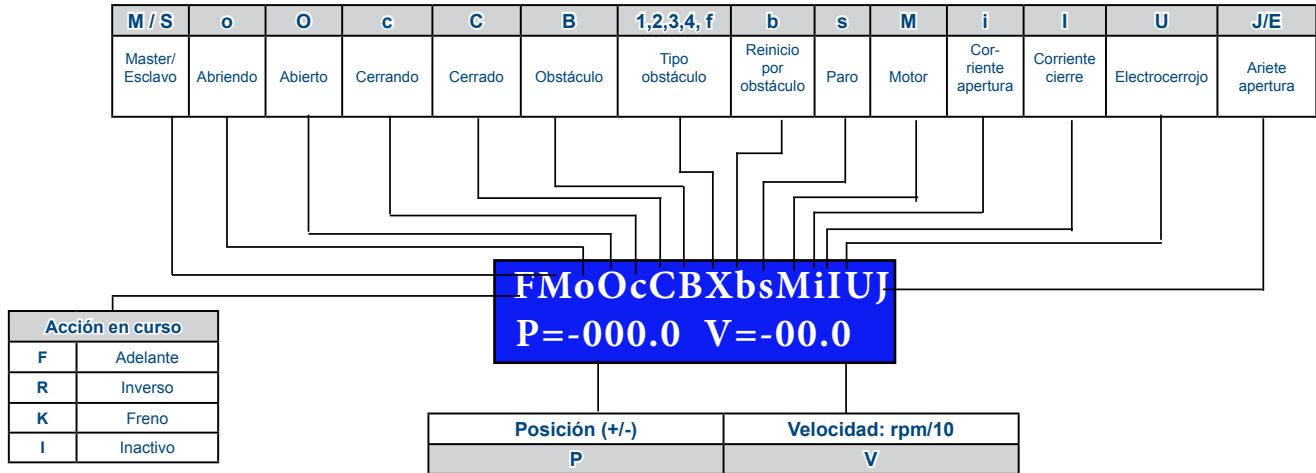 M / S o O c C B 1,2,3,4, f b s M i I U J/E
Master/ Esclavo Abriendo Abierto Cerrando Cerrado Obstáculo Tipo obstáculo Reinicio por obstáculo Paro Motor Cor-riente apertura Corriente cierre Electrocerrojo Ariete apertura
FMoOcCBXbsMiIUJ
P=-000.0 V=-00.0
Acción en curso
F Adelante
R Inverso
K Freno
I Inactivo
Posición (+/-) Velocidad: rpm/10
P V